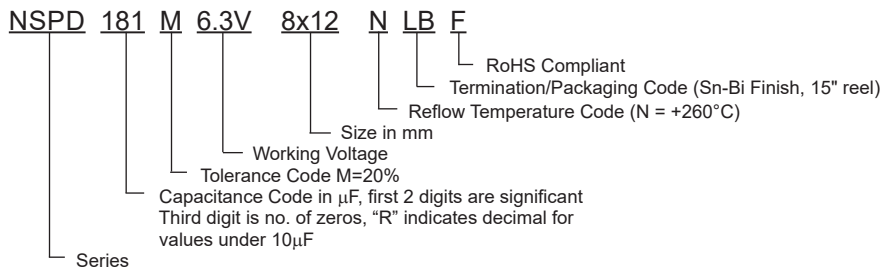 NSPD 181 M 6.3V 8x12 N LB F
RoHS Compliant
Termination/Packaging Code (Sn-Bi Finish, 15" reel)
Reflow Temperature Code (N = +260°C)
Size in mm
Working Voltage
Tolerance Code M=20%
Capacitance Code in μF, first 2 digits are significant
Third digit is no. of zeros, “R” indicates decimal for
values under 10μF
Series